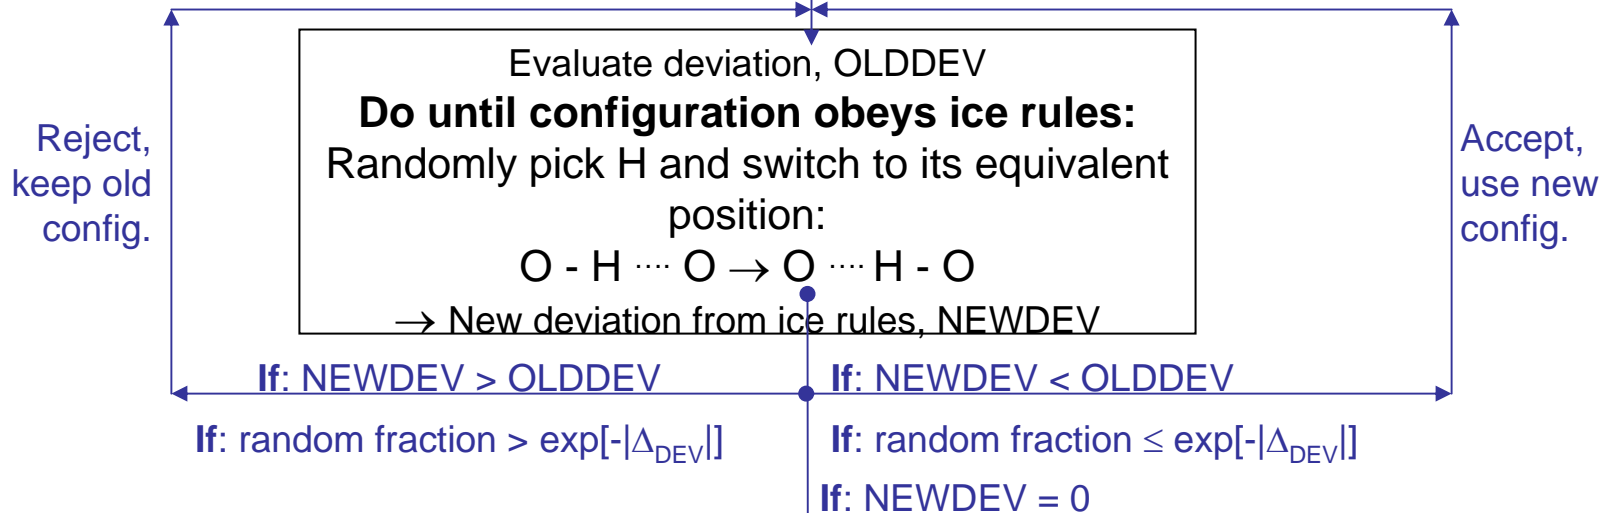 Evaluate deviation, OLDDEV
Do until configuration obeys ice rules:
Randomly pick H and switch to its equivalent
position:
O - H ···· O → O ···· H - O
→ New deviation from ice rules, NEWDEV
Reject,
keep old
config.
Accept,
use new
config.
If: NEWDEV > OLDDEV
If: NEWDEV < OLDDEV
If: random fraction > exp[-|Δ_DEV|]
If: random fraction ≤ exp[-|Δ_DEV|]
If: NEWDEV = 0